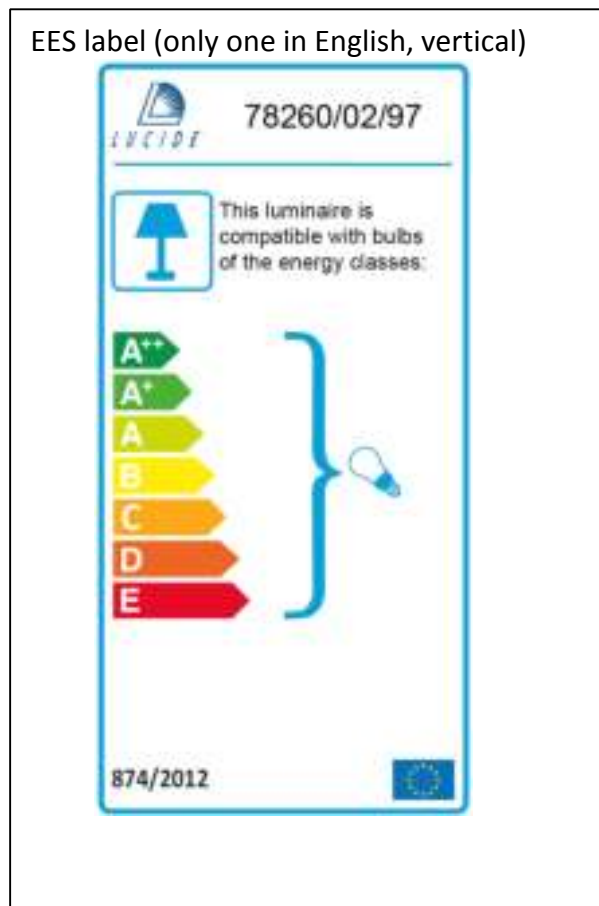 EES label (only one in English, vertical)
LUCIDE
78260/02/97
This luminaire is
compatible with bulbs
of the energy classes:
A++
A+
A
B
C
D
E
874/2012